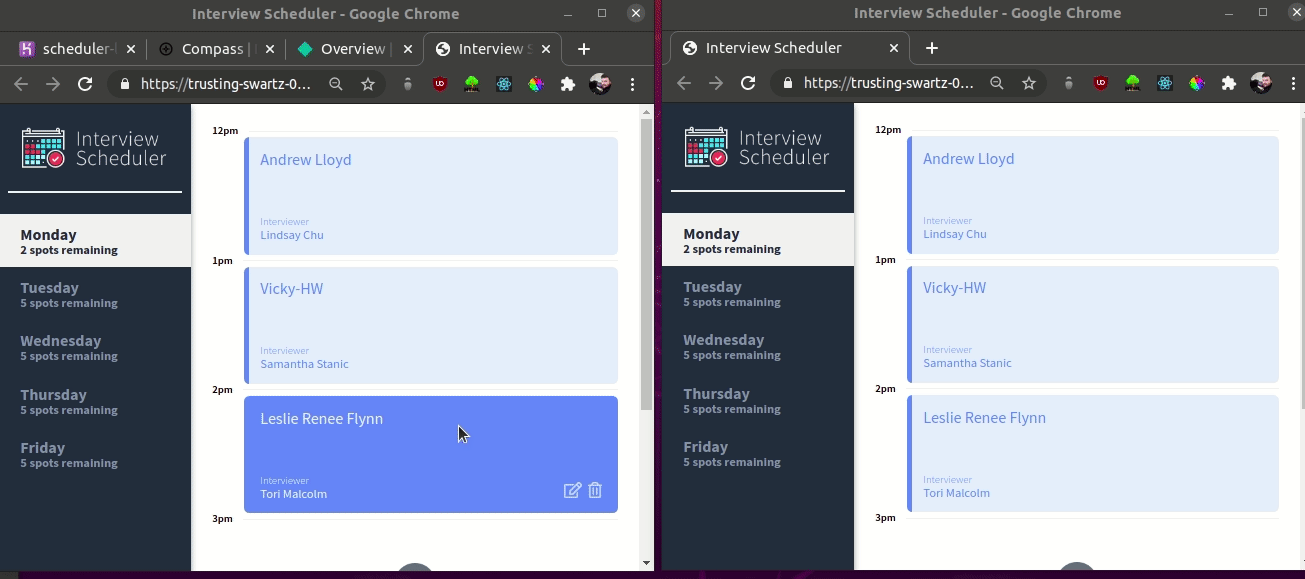 Interview Scheduler - Google Chrome
scheduler-
Compass |
Overview |
Interview S
https://trusting-swartz-0...
Interview
Scheduler
Monday
2 spots remaining
Tuesday
5 spots remaining
Wednesday
5 spots remaining
Thursday
5 spots remaining
Friday
5 spots remaining
12pm
Andrew Lloyd
Interviewer
Lindsay Chu
1pm
Vicky-HW
Interviewer
Samantha Stanic
2pm
Leslie Renee Flynn
Interviewer
Tori Malcolm
3pm
Interview Scheduler - Google Chrome
Interview Scheduler
https://trusting-swartz-0...
Interview
Scheduler
Monday
2 spots remaining
Tuesday
5 spots remaining
Wednesday
5 spots remaining
Thursday
5 spots remaining
Friday
5 spots remaining
12pm
Andrew Lloyd
Interviewer
Lindsay Chu
1pm
Vicky-HW
Interviewer
Samantha Stanic
2pm
Leslie Renee Flynn
Interviewer
Tori Malcolm
3pm